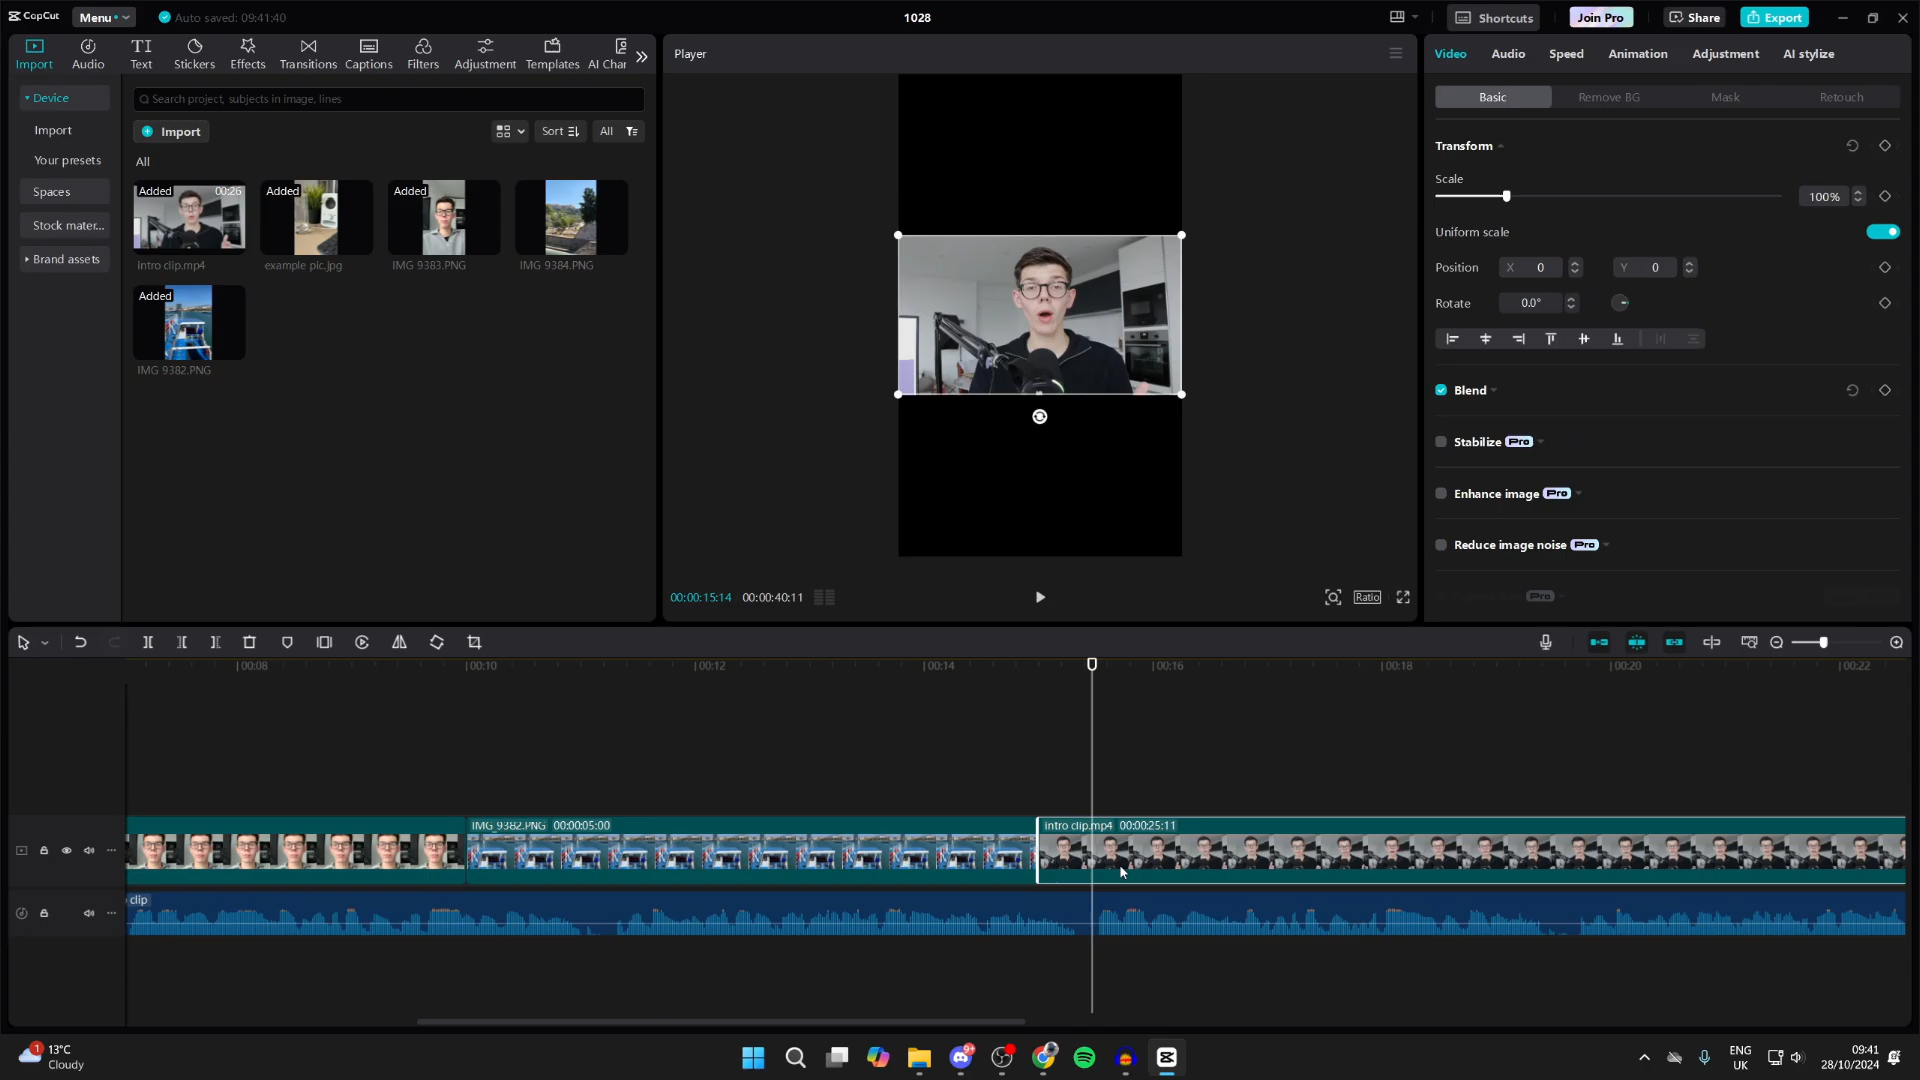 CapCut
Menu
Auto saved: 09:41:40
1028
Shortcuts
Join Pro
Share
Export
Import
Audio
Text
Stickers
Effects
Transitions
Captions
Filters
Adjustment
Templates
AI Char
Device
Import
Your presets
Spaces
Stock mater...
Brand assets
Search project, subjects in image, lines
Import
Sort
All
All
Added
00:26
intro clip.mp4
Added
example pic.jpg
Added
IMG 9383.PNG
IMG 9384.PNG
Added
IMG 9382.PNG
Player
00:00:15:14
00:00:40:11
Ratio
Video
Audio
Speed
Animation
Adjustment
AI stylize
Basic
Remove BG
Mask
Retouch
Transform
Scale
100%
Uniform scale
Position
X 0
Y 0
Rotate
0.0°
Blend
Stabilize Pro
Enhance image Pro
Reduce image noise Pro
Pro
00:08
00:10
00:12
00:14
00:16
00:18
00:20
00:22
IMG_9382.PNG 00:00:05:00
intro clip.mp4 00:00:25:11
clip
1
13°C
Cloudy
9+
ENG
UK
09:41
28/10/2024